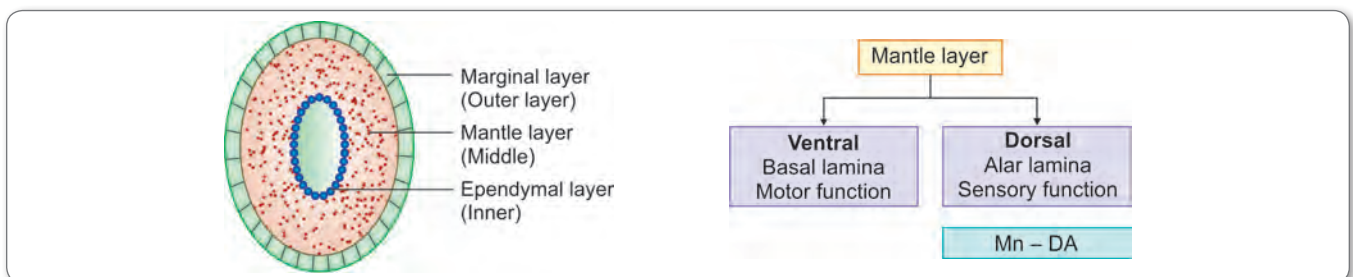 Marginal layer
(Outer layer)
Mantle layer
(Middle)
Ependymal layer
(Inner)
Mantle layer
Ventral
Basal lamina
Motor function
Dorsal
Alar lamina
Sensory function
Mn – DA